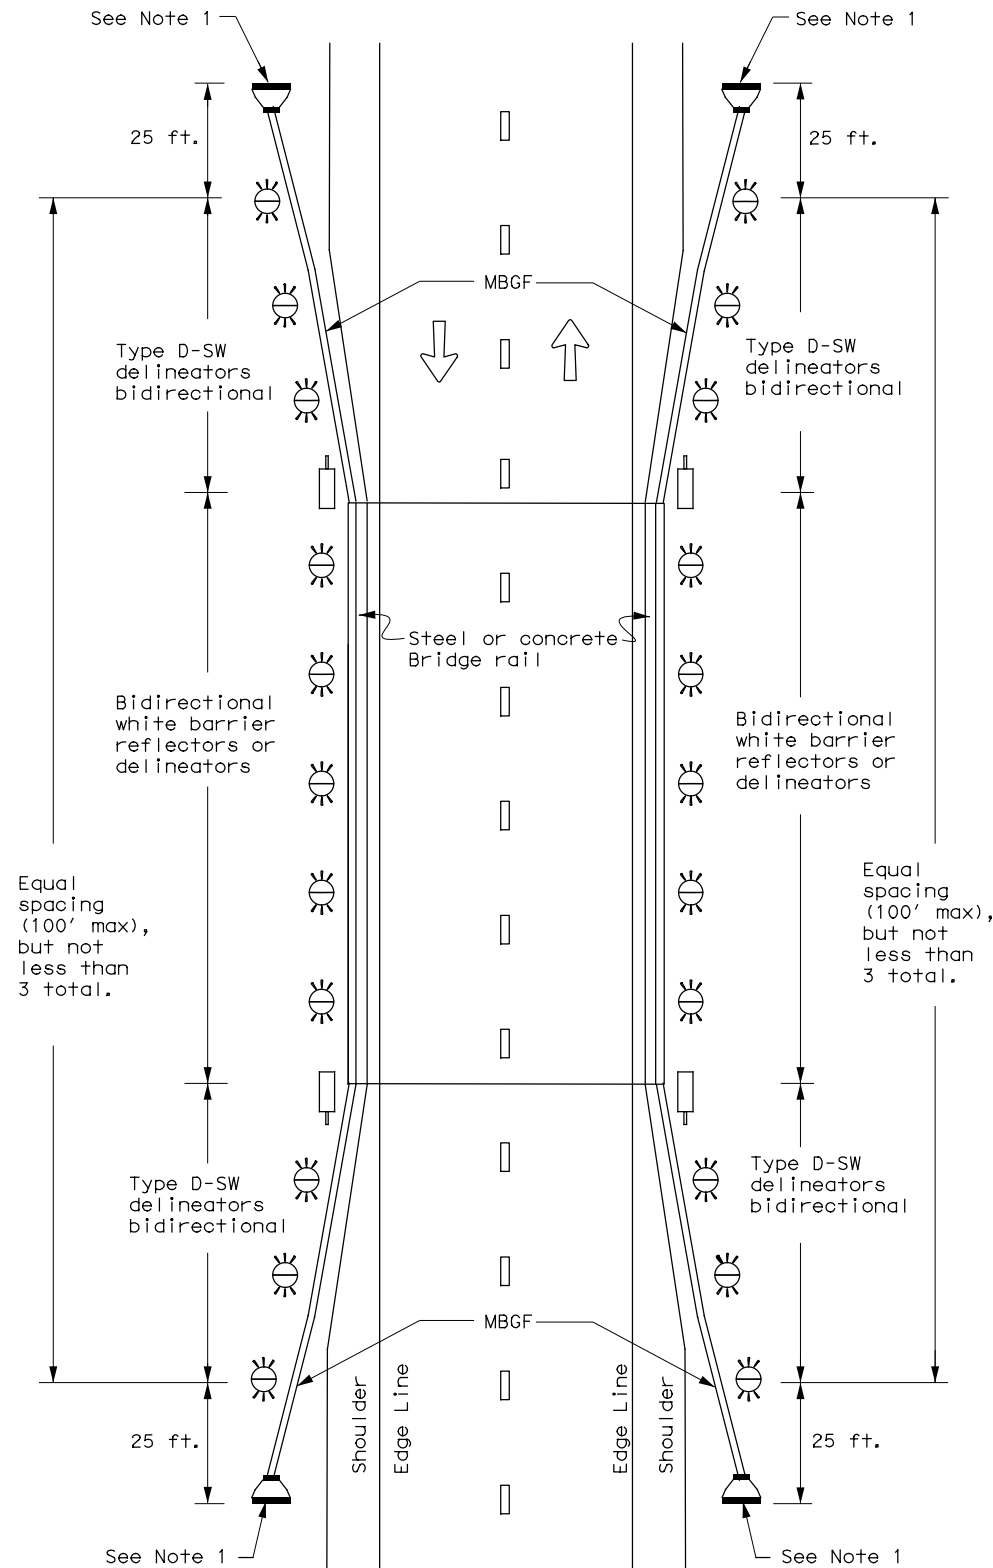 See Note 1
See Note 1
25 ft.
25 ft.
MBGF
Type D-SW
delineators
bidirectional
Type D-SW
delineators
bidirectional
Steel or concrete
Bridge rail
Bidirectional
white barrier
reflectors or
delineators
Bidirectional
white barrier
reflectors or
delineators
Equal
spacing
(100' max),
but not
less than
3 total.
Equal
spacing
(100' max),
but not
less than
3 total.
Type D-SW
delineators
bidirectional
Type D-SW
delineators
bidirectional
MBGF
Shoulder
Edge Line
Edge Line
Shoulder
25 ft.
25 ft.
See Note 1
See Note 1